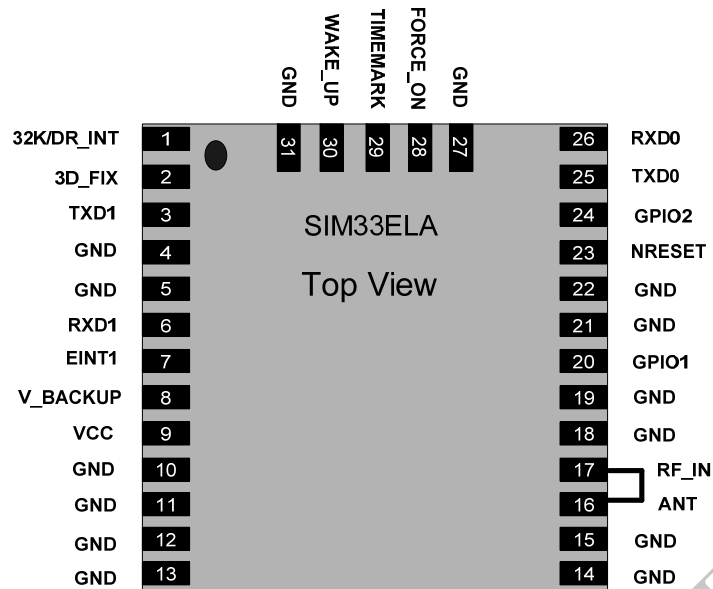 GND WAKE_UP TIMEMARK FORCE_ON GND
31 30 29 28 27
32K/DR_INT 1 26 RXD0
3D_FIX 2 25 TXD0
TXD1 3 24 GPIO2
GND 4 23 NRESET
GND 5 22 GND
RXD1 6 21 GND
EINT1 7 20 GPIO1
V_BACKUP 8 19 GND
VCC 9 18 GND
GND 10 17 RF_IN
GND 11 16 ANT
GND 12 15 GND
GND 13 14 GND
SIM33ELA
Top View